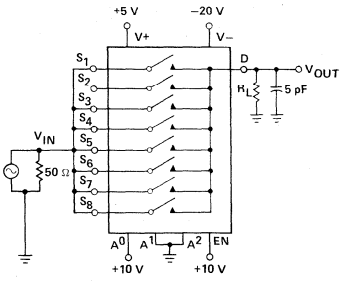 +5 V
-20 V
V+
V−
S1
S2
S3
S4
S5
S6
S7
S8
D
VOUT
RL
5 pF
VIN
50 Ω
A0
A1
A2
EN
+10 V
+10 V